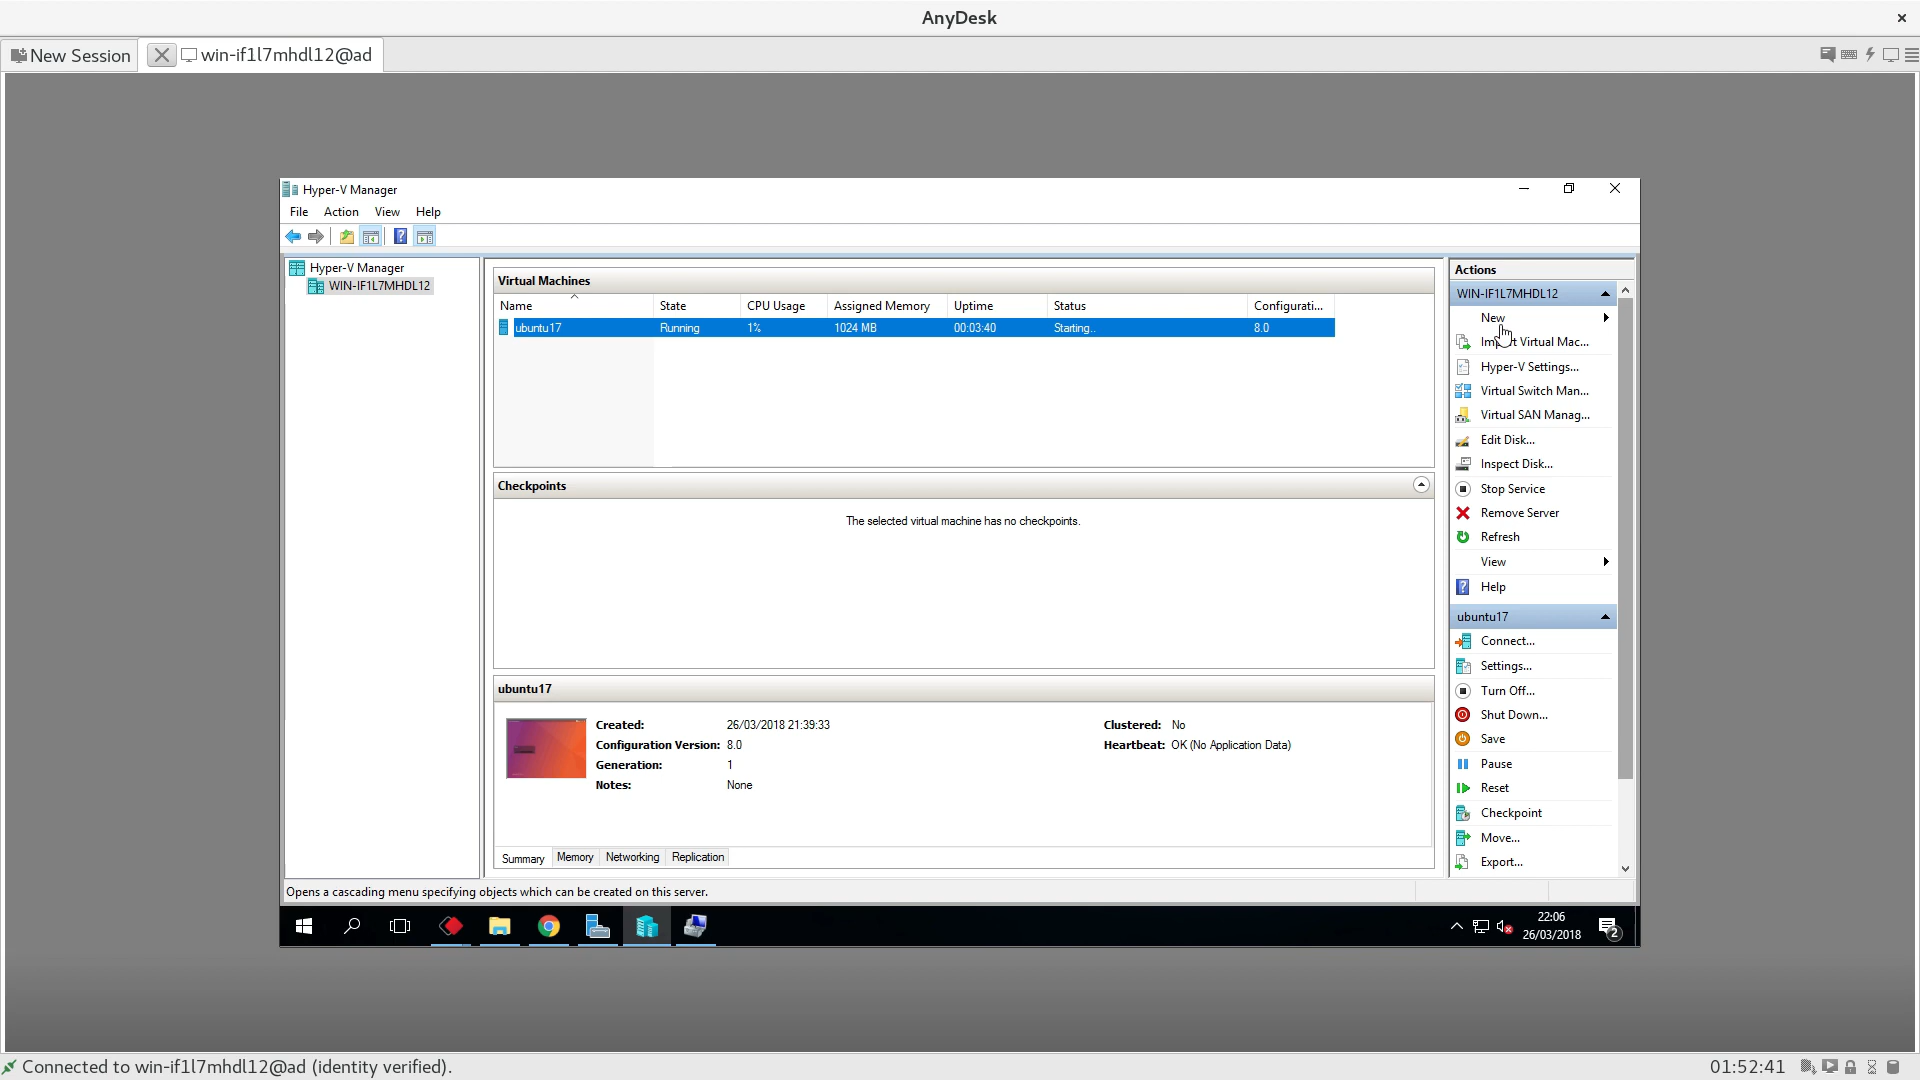 AnyDesk
New Session
win-if1l7mhdl12@ad
Hyper-V Manager
File Action View Help
Hyper-V Manager
WIN-IF1L7MHDL12
Virtual Machines
Name State CPU Usage Assigned Memory Uptime Status Configurati...
ubuntu17 Running 1% 1024 MB 00:03:40 Starting.. 8.0
Checkpoints
The selected virtual machine has no checkpoints.
ubuntu17
Created: 26/03/2018 21:39:33 Clustered: No
Configuration Version: 8.0 Heartbeat: OK (No Application Data)
Generation: 1
Notes: None
Summary Memory Networking Replication
Actions
WIN-IF1L7MHDL12
New
Virtual Mac...
Hyper-V Settings...
Virtual Switch Man...
Virtual SAN Manag...
Edit Disk...
Inspect Disk...
Stop Service
Remove Server
Refresh
View
Help
ubuntu17
Connect...
Settings...
Turn Off...
Shut Down...
Save
Pause
Reset
Checkpoint
Move...
Export...
Opens a cascading menu specifying objects which can be created on this server.
22:06
26/03/2018
2
Connected to win-if1l7mhdl12@ad (identity verified).
01:52:41